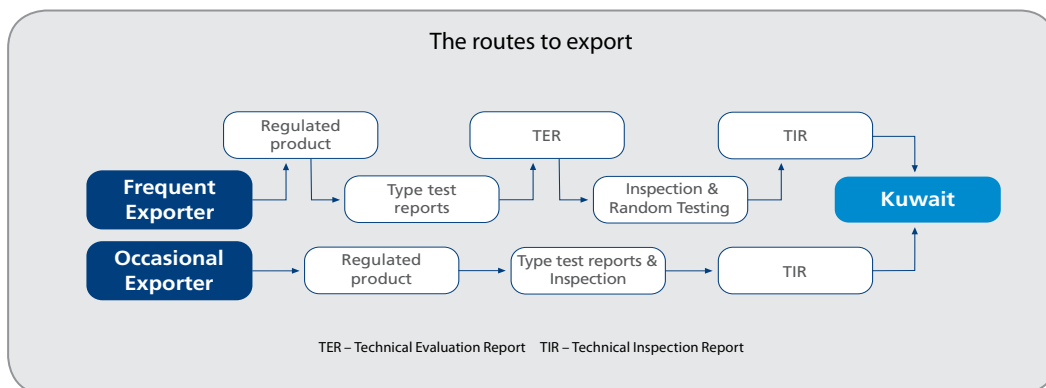 The routes to export
Regulated
product
TER
TIR
Frequent
Exporter
Type test
reports
Inspection &
Random Testing
Kuwait
Occasional
Exporter
Regulated
product
Type test reports &
Inspection
TIR
TER – Technical Evaluation Report TIR – Technical Inspection Report